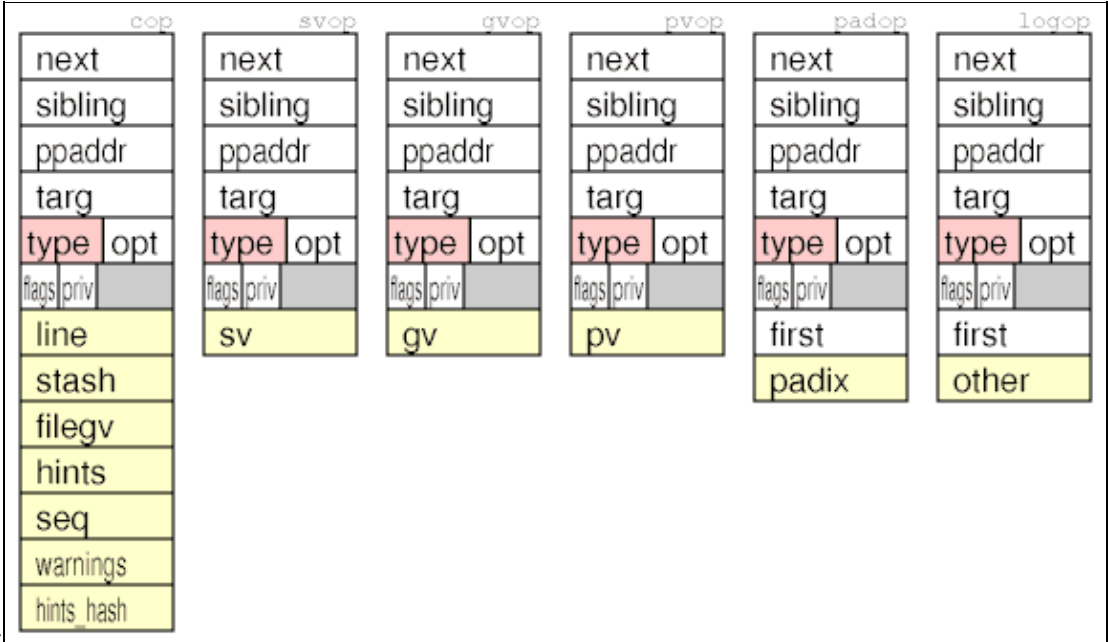 cop svop gvop pvop padop logop
next next next next next next
sibling sibling sibling sibling sibling sibling
ppaddr ppaddr ppaddr ppaddr ppaddr ppaddr
targ targ targ targ targ targ
type opt type opt type opt type opt type opt type opt
flags priv flags priv flags priv flags priv flags priv flags priv
line sv gv pv first first
stash padix other
filegv
hints
seq
warnings
hints_hash